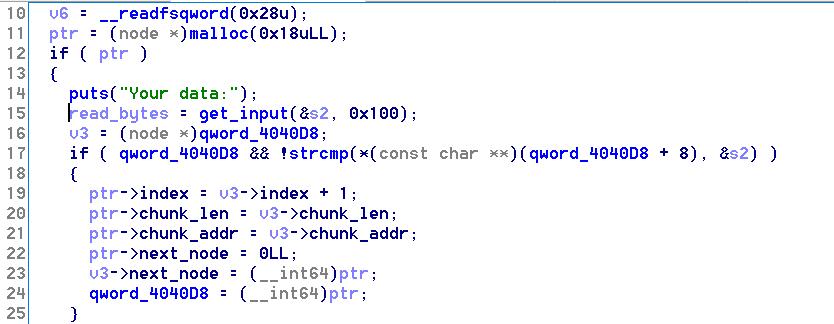 10 v6 = __readfsqword(0x28u);
11 ptr = (node *)malloc(0x18uLL);
12 if ( ptr )
13 {
14 puts("Your data:");
15 read_bytes = get_input(&s2, 0x100);
16 v3 = (node *)qword_4040D8;
17 if ( qword_4040D8 && !strcmp(*(const char **)(qword_4040D8 + 8), &s2) )
18 {
19 ptr->index = v3->index + 1;
20 ptr->chunk_len = v3->chunk_len;
21 ptr->chunk_addr = v3->chunk_addr;
22 ptr->next_node = 0LL;
23 v3->next_node = (__int64)ptr;
24 qword_4040D8 = (__int64)ptr;
25 }